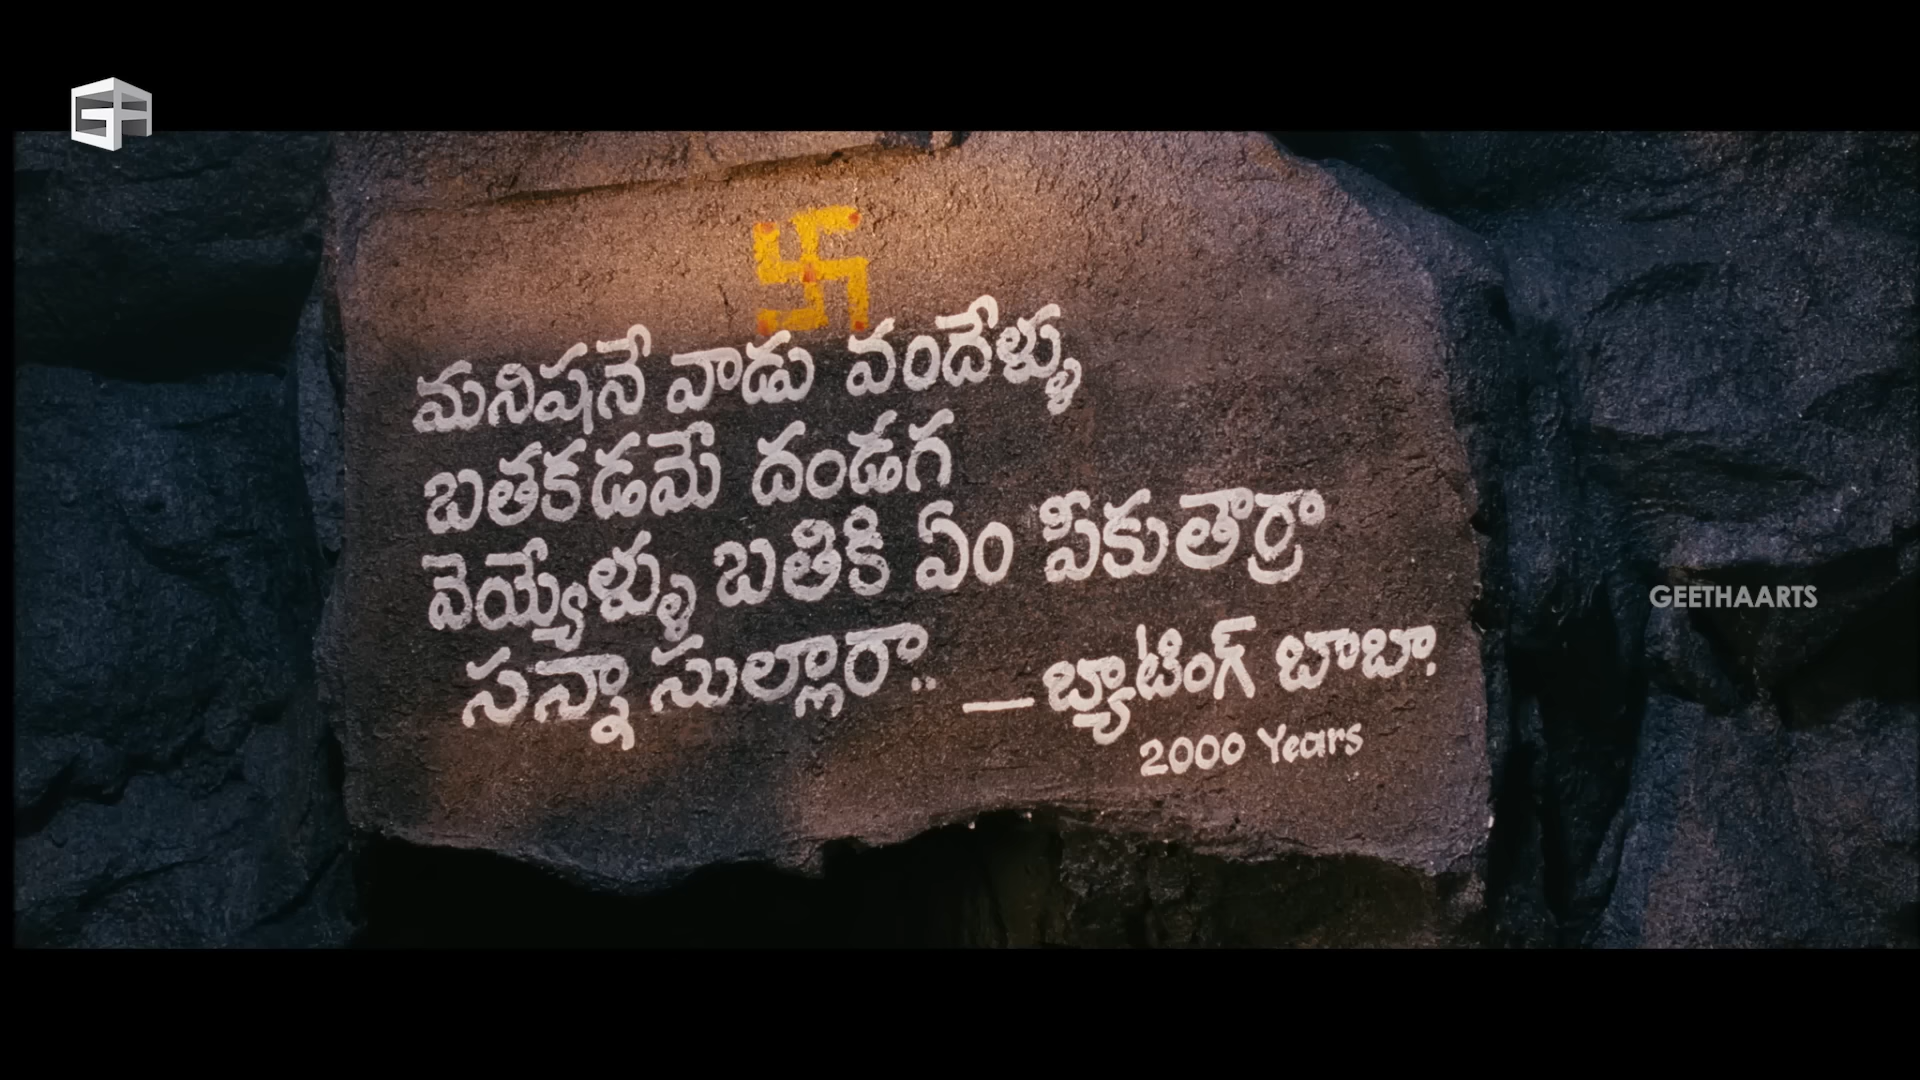 మనిషనే వాడు వందేళ్ళు
బతకడమే దండగ
వెయ్యేళ్ళు బతికి ఏం పీకుతార్రా
సన్నాసుల్లారా.. — బ్యాటింగ్ బాబా.
2000 Years
GEETHAARTS